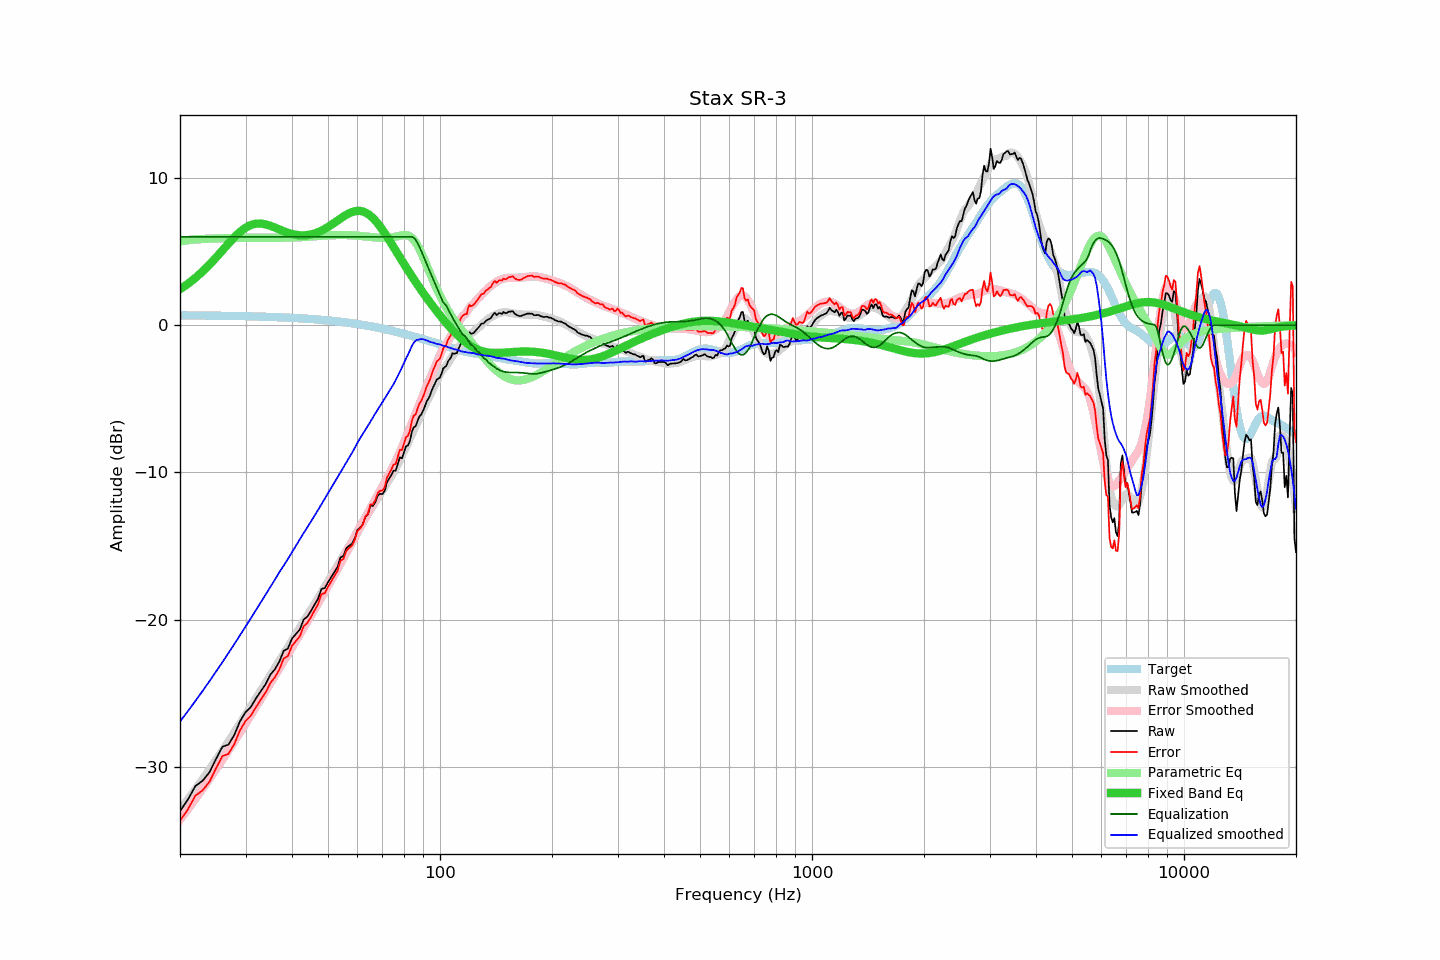 Stax SR-3
10
0
−10
−20
−30
Amplitude (dBr)
100
1000
10000
Frequency (Hz)
Target
Raw Smoothed
Error Smoothed
Raw
Error
Parametric Eq
Fixed Band Eq
Equalization
Equalized smoothed